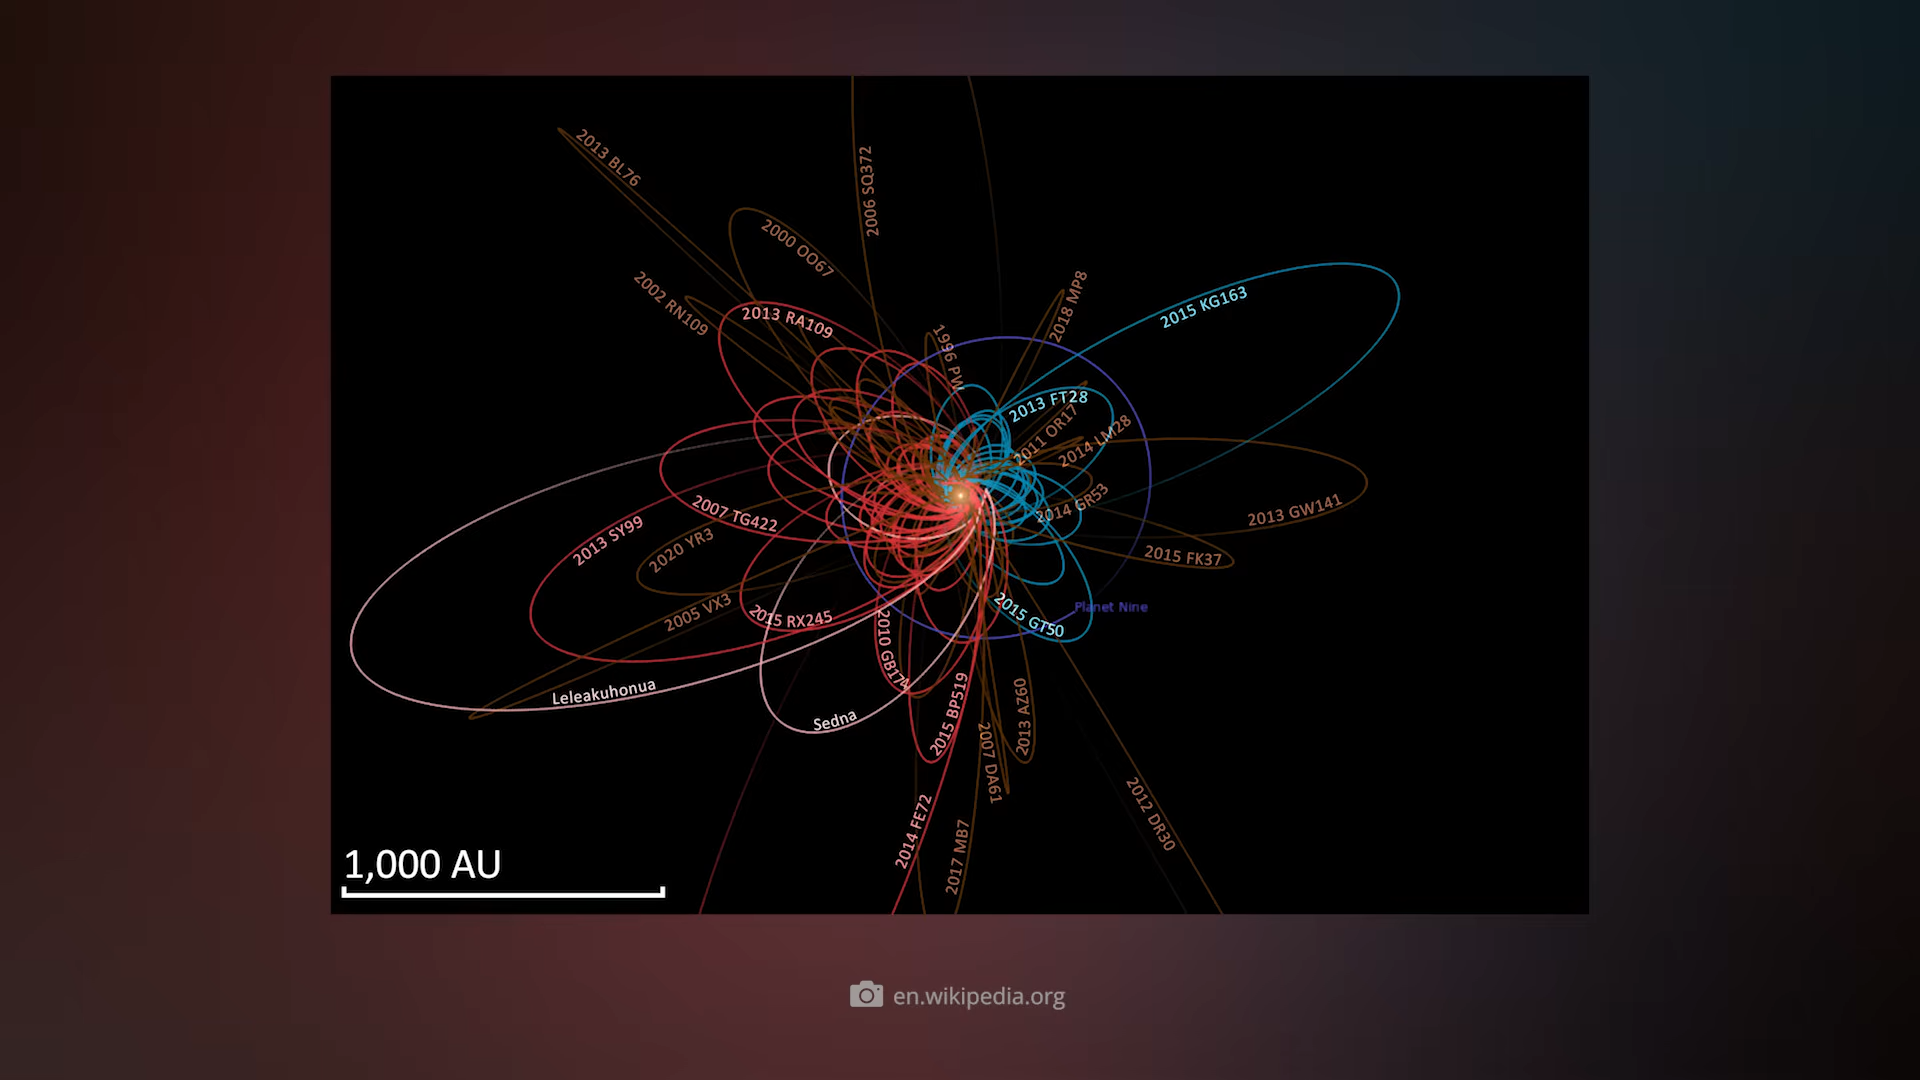 2013 BL76
2006 SQ372
2000 OO67
2002 RN109
2018 MP8
2015 KG163
2013 RA109
1996 PW
2013 FT28
2011 OR17
2014 LM28
2007 TG422
2014 GR53
2013 GW141
2013 SY99
2020 YR3
2015 FK37
2005 VX3
2015 RX245
2015 GT50
Planet Nine
2010 GB174
Leleakuhonua
Sedna
2015 BP519
2013 AZ60
2007 DA61
2012 DR30
2014 FE72
2017 MB7
1,000 AU
en.wikipedia.org